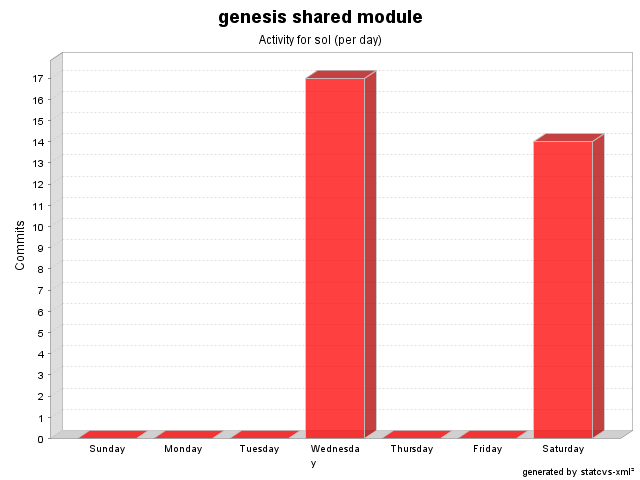 genesis shared module
Activity for sol (per day)
Commits
17
16
15
14
13
12
11
10
9
8
7
6
5
4
3
2
1
0
Sunday
Monday
Tuesday
Wednesda
y
Thursday
Friday
Saturday
generated by statcvs-xml²